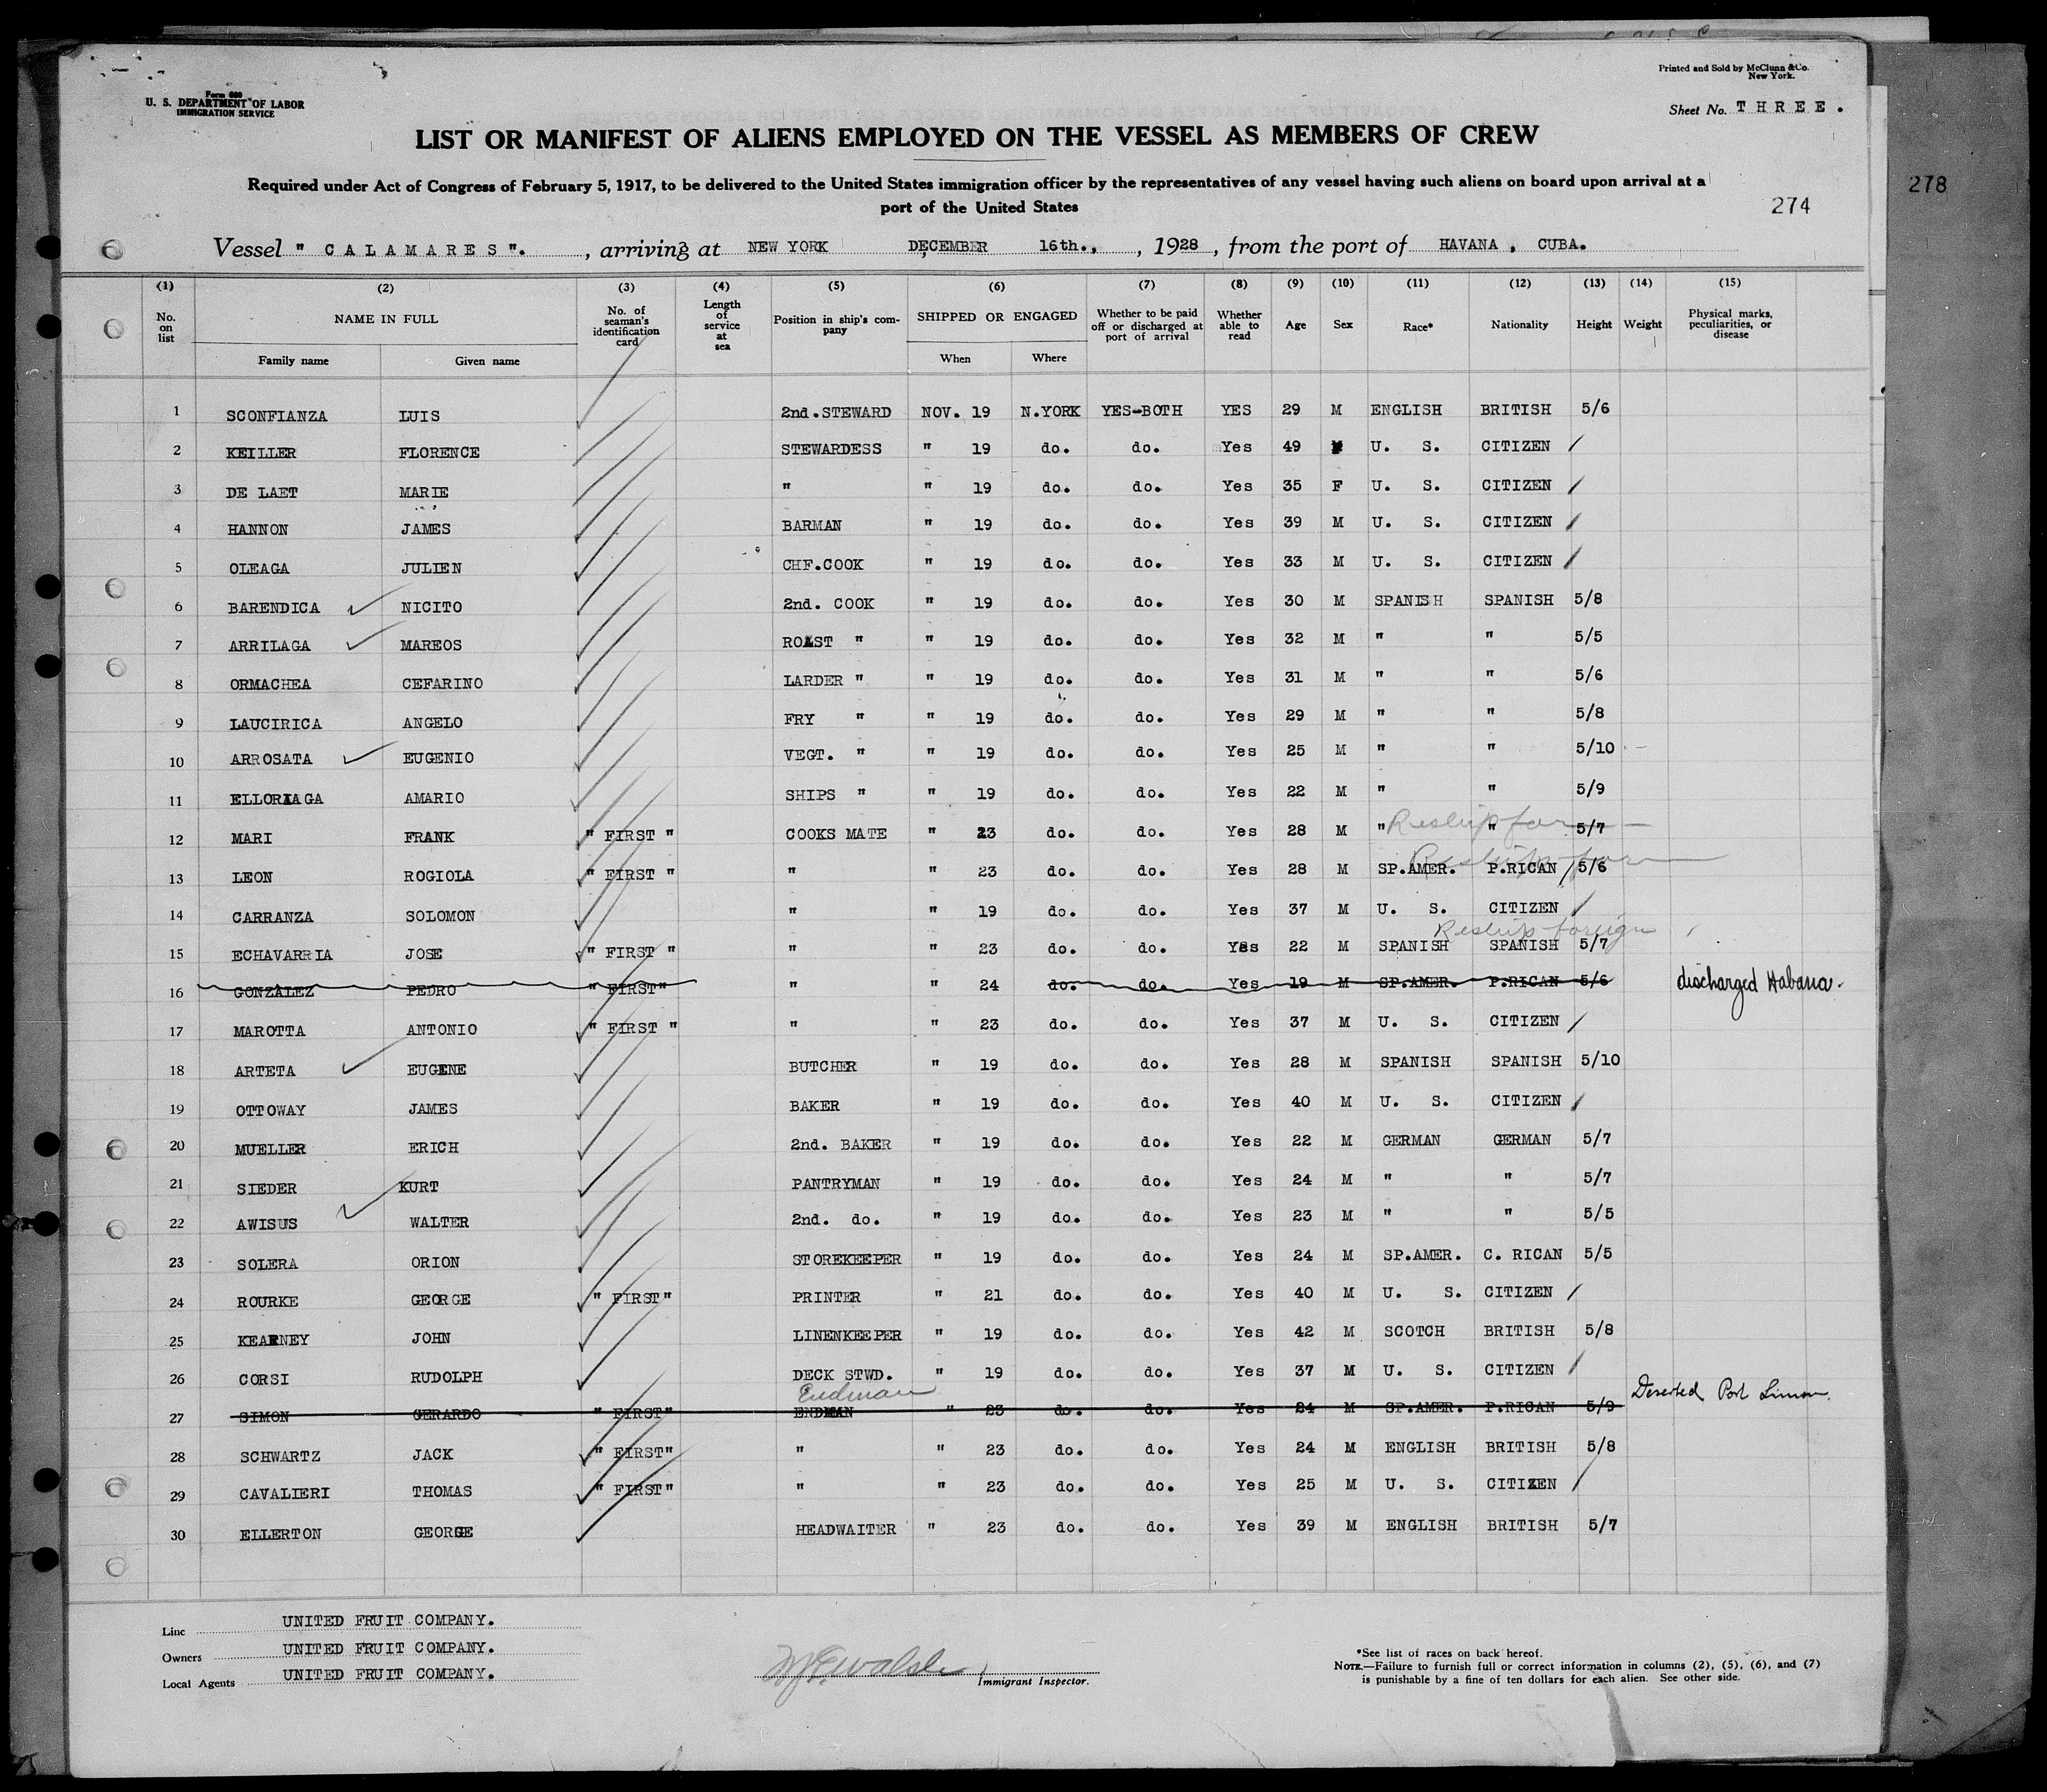 Printed and Sold by McClunn & Co.
New York.
Form 680
U. S. DEPARTMENT OF LABOR
IMMIGRATION SERVICE
Sheet No. THREE.
LIST OR MANIFEST OF ALIENS EMPLOYED ON THE VESSEL AS MEMBERS OF CREW
Required under Act of Congress of February 5, 1917, to be delivered to the United States immigration officer by the representatives of any vessel having such aliens on board upon arrival at a
port of the United States
278
274
Vessel " CALAMARES ". , arriving at NEW YORK DECEMBER 16th., , 1928, from the port of HAVANA, CUBA.
(1) (2) (3) (4) (5) (6) (7) (8) (9) (10) (11) (12) (13) (14) (15)
No. on list NAME IN FULL No. of seaman's identification card Length of service at sea Position in ship's company SHIPPED OR ENGAGED Whether to be paid off or discharged at port of arrival Whether able to read Age Sex Race* Nationality Height Weight Physical marks, peculiarities, or disease
Family name Given name When Where
1 SCONFIANZA LUIS 2nd.STEWARD NOV. 19 N.YORK YES-BOTH YES 29 M ENGLISH BRITISH 5/6
2 KEILLER FLORENCE STEWARDESS " 19 do. do. Yes 49 U. S. CITIZEN /
3 DE LAET MARIE " " 19 do. do. Yes 35 F U. S. CITIZEN /
4 HANNON JAMES BARMAN " 19 do. do. Yes 39 M U. S. CITIZEN /
5 OLEAGA JULIEN CHF.COOK " 19 do. do. Yes 33 M U. S. CITIZEN /
6 BARENDICA NICITO 2nd. COOK " 19 do. do. Yes 30 M SPANISH SPANISH 5/8
7 ARRILAGA MAREOS ROAST " " 19 do. do. Yes 32 M " " 5/5
8 ORMACHEA CEFARINO LARDER " " 19 do. do. Yes 31 M " " 5/6
9 LAUCIRICA ANGELO FRY " " 19 do. do. Yes 29 M " " 5/8
10 ARROSATA EUGENIO VEGT. " " 19 do. do. Yes 25 M " " 5/10
11 ELLORIAGA AMARIO SHIPS " " 19 do. do. Yes 22 M " " 5/9
12 MARI FRANK " FIRST " COOKS MATE " 23 do. do. Yes 28 M " " 5/7 Reship for
13 LEON ROGIOLA " FIRST " " " 23 do. do. Yes 28 M SP.AMER. P.RICAN / 5/6 Reship for
14 CARRANZA SOLOMON " " 19 do. do. Yes 37 M U. S. CITIZEN /
15 ECHAVARRIA JOSE " FIRST " " " 23 do. do. Yes 22 M SPANISH SPANISH 5/7 Reship foreign
16 GONZALEZ PEDRO " FIRST" " " 24 do. do. Yes 19 M SP.AMER. P.RICAN 5/6 discharged Habana.
17 MAROTTA ANTONIO " FIRST " " " 23 do. do. Yes 37 M U. S. CITIZEN /
18 ARTETA EUGENE BUTCHER " 19 do. do. Yes 28 M SPANISH SPANISH 5/10
19 OTTOWAY JAMES BAKER " 19 do. do. Yes 40 M U. S. CITIZEN /
20 MUELLER ERICH 2nd. BAKER " 19 do. do. Yes 22 M GERMAN GERMAN 5/7
21 SIEDER KURT PANTRYMAN " 19 do. do. Yes 24 M " " 5/7
22 AWISUS WALTER 2nd. do. " 19 do. do. Yes 23 M " " 5/5
23 SOLERA ORION STOREKEEPER " 19 do. do. Yes 24 M SP.AMER. C. RICAN 5/5
24 ROURKE GEORGE " FIRST" PRINTER " 21 do. do. Yes 40 M U. S. CITIZEN /
25 KEARNEY JOHN LINENKEEPER " 19 do. do. Yes 42 M SCOTCH BRITISH 5/8
26 CORSI RUDOLPH DECK STWD. " 19 do. do. Yes 37 M U. S. CITIZEN /
Endman Deserted Port Limon.
27 SIMON GERARDO " FIRST" ENDMAN " 23 do. do. Yes 24 M SP.AMER. P.RICAN 5/9
28 SCHWARTZ JACK " FIRST" " " 23 do. do. Yes 24 M ENGLISH BRITISH 5/8
29 CAVALIERI THOMAS " FIRST" " " 23 do. do. Yes 25 M U. S. CITIZEN /
30 ELLERTON GEORGE HEADWAITER " 23 do. do. Yes 39 M ENGLISH BRITISH 5/7
Line UNITED FRUIT COMPANY.
Owners UNITED FRUIT COMPANY.
Local Agents UNITED FRUIT COMPANY.
Walsh
Immigrant Inspector.
*See list of races on back hereof.
NOTE.—Failure to furnish full or correct information in columns (2), (5), (6), and (7)
is punishable by a fine of ten dollars for each alien. See other side.